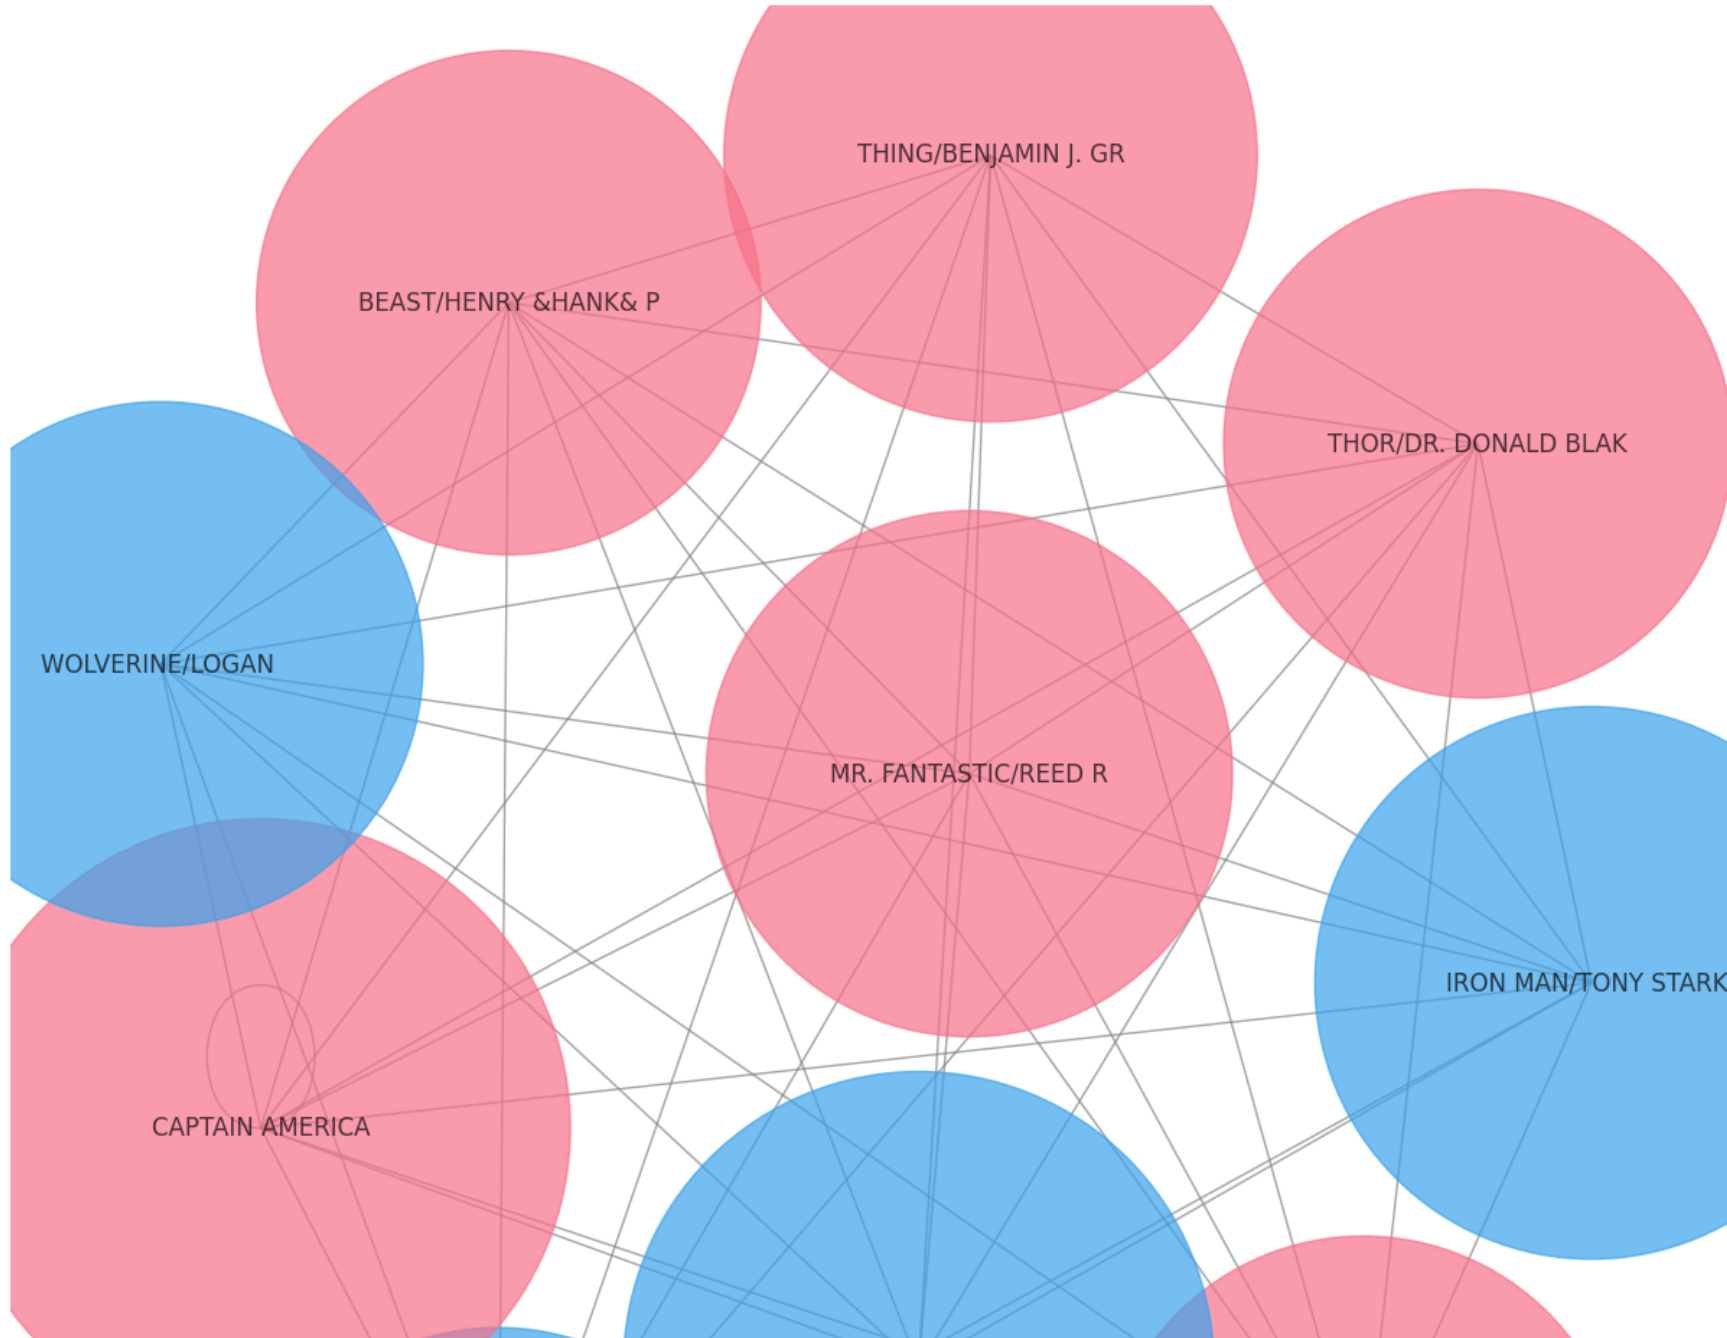 THING/BENJAMIN J. GR
BEAST/HENRY &HANK& P
THOR/DR. DONALD BLAK
WOLVERINE/LOGAN
MR. FANTASTIC/REED R
IRON MAN/TONY STARK
CAPTAIN AMERICA